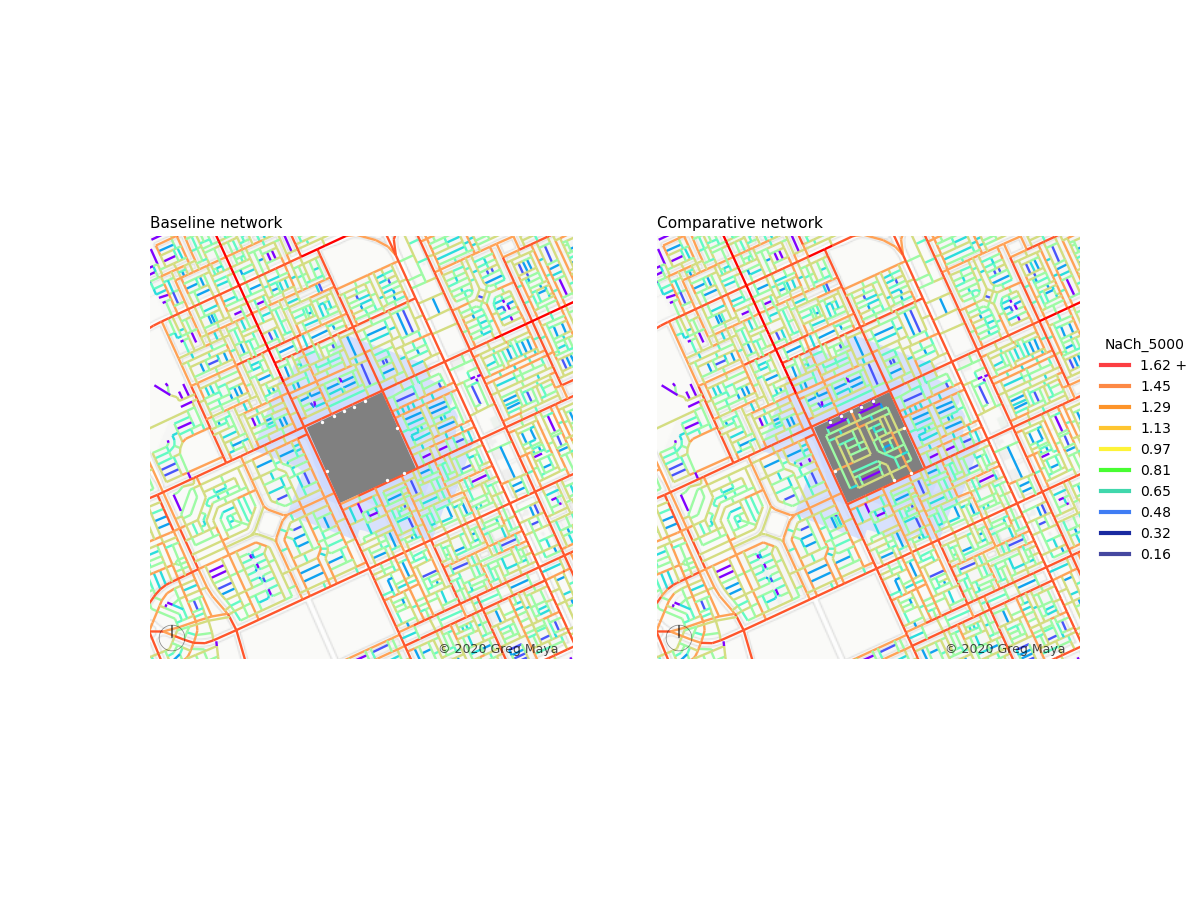 Baseline network
Comparative network
NaCh_5000
1.62 +
1.45
1.29
1.13
0.97
0.81
0.65
0.48
0.32
0.16
© 2020 Greg Maya
© 2020 Greg Maya